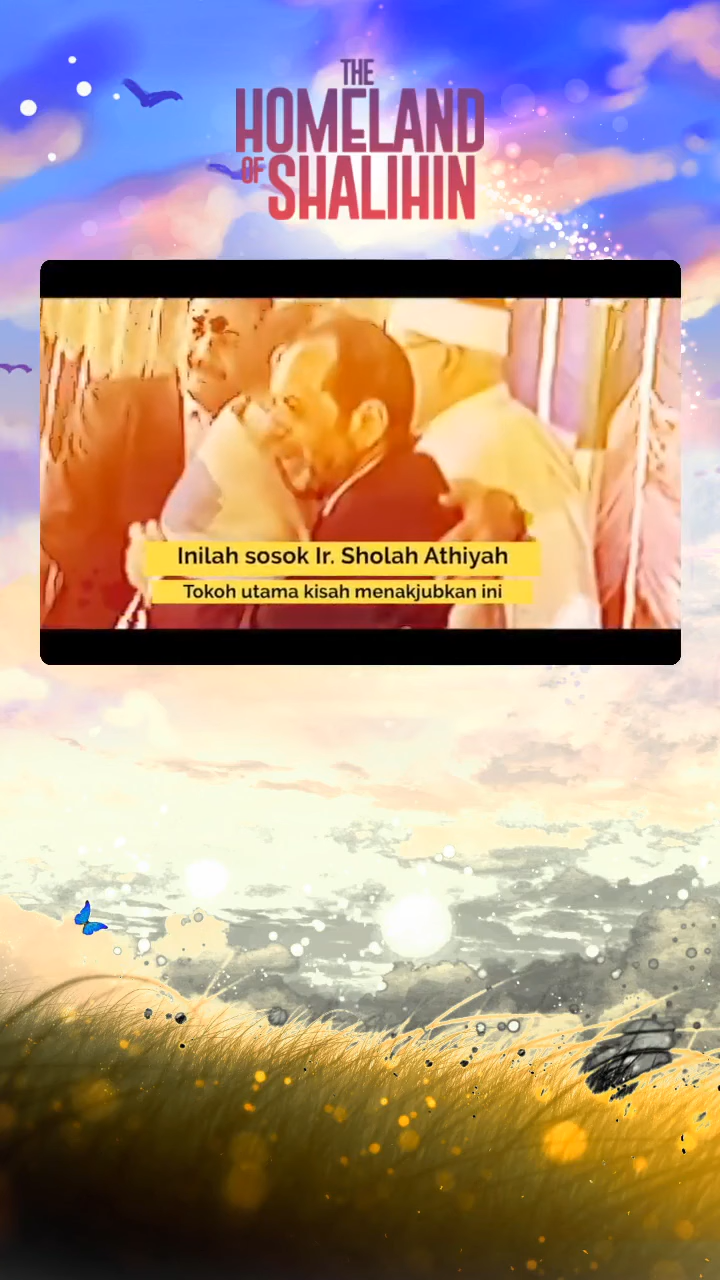 THE
HOMELAND
OF SHALIHIN
Inilah sosok Ir. Sholah Athiyah
Tokoh utama kisah menakjubkan ini